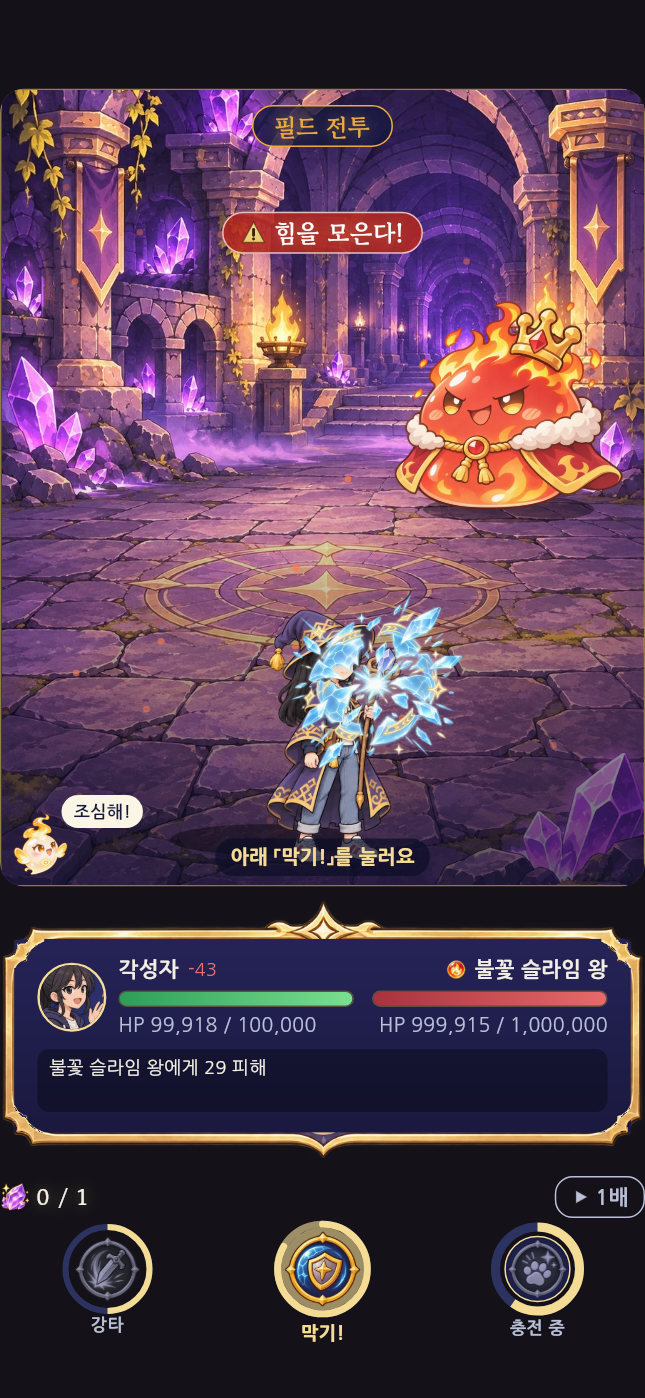 필드 전투
힘을 모은다!
조심해!
아래 「막기!」를 눌러요
각성자 -43
불꽃 슬라임 왕
HP 99,918 / 100,000
HP 999,915 / 1,000,000
불꽃 슬라임 왕에게 29 피해
0 / 1
1배
강타
막기!
충전 중